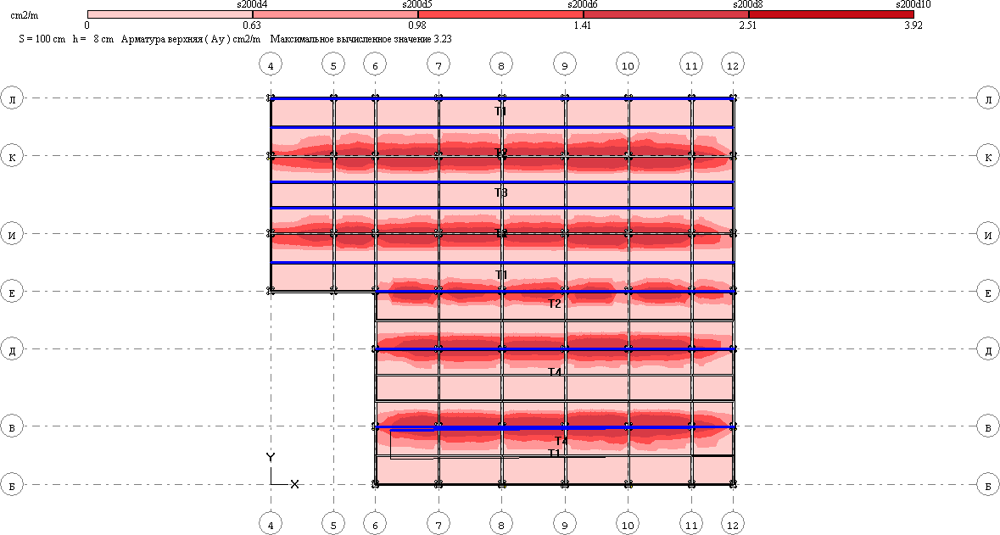 s200d4 s200d5 s200d6 s200d8 s200d10
cm2/m
0 0.63 0.98 1.41 2.51 3.92
S = 100 cm h = 8 cm Арматура верхняя ( Ay ) cm2/m Максимальное вычисленное значение 3.23
4 5 6 7 8 9 10 11 12
Л Л
T1
К T2 К
T3
И T2 И
T1
Е Е
T2
Д Д
T4
В В
T4
T1
Y
Б X Б
4 5 6 7 8 9 10 11 12